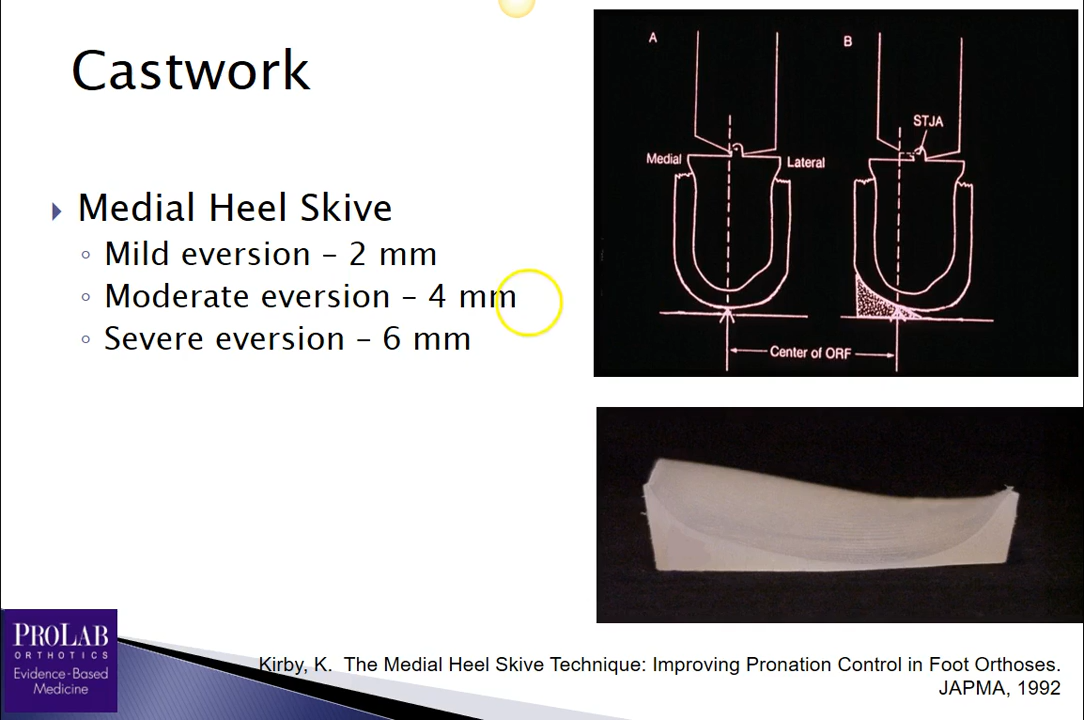 Castwork
Medial Heel Skive
Mild eversion – 2 mm
Moderate eversion – 4 mm
Severe eversion – 6 mm
A
B
STJA
Medial
Lateral
Center of ORF
PROLAB
ORTHOTICS
Evidence-Based
Medicine
Kirby, K. The Medial Heel Skive Technique: Improving Pronation Control in Foot Orthoses.
JAPMA, 1992